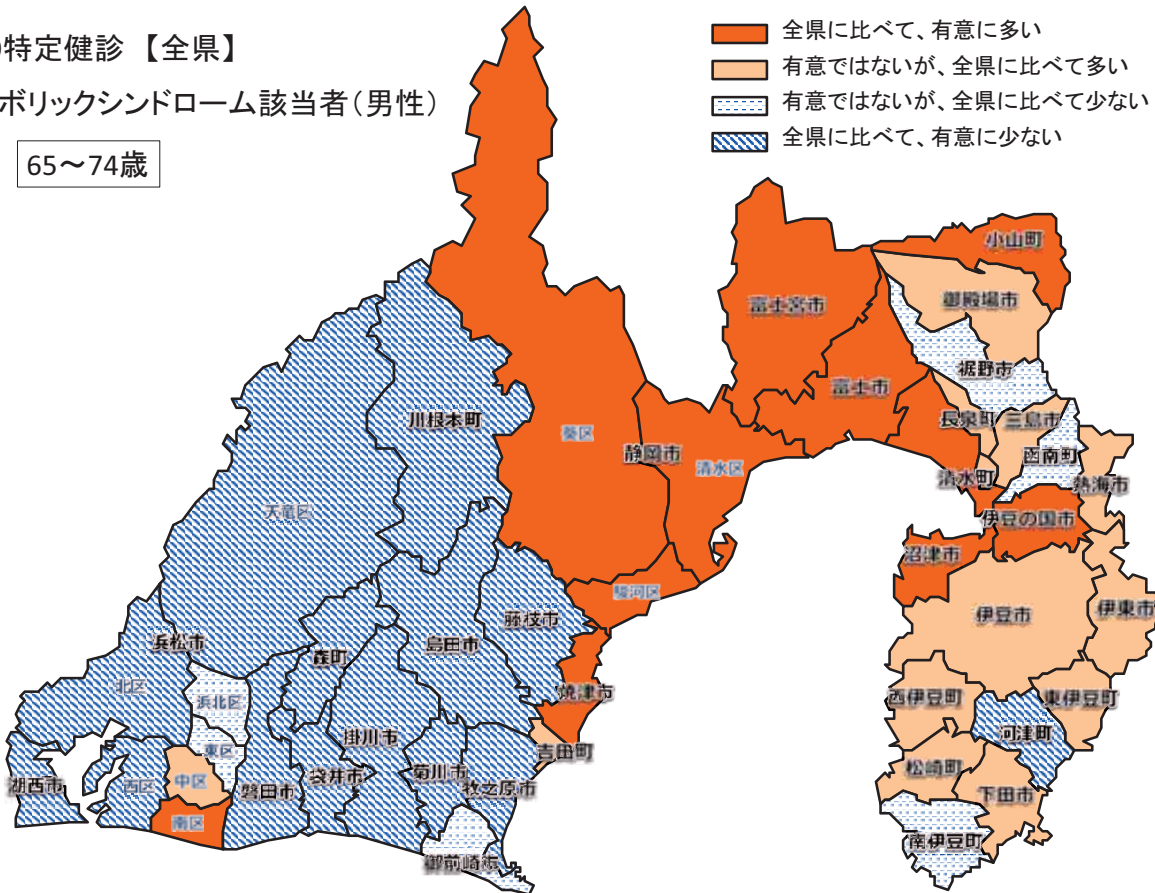 特定健診 【全県】
ボリックシンドローム該当者(男性)
65～74歳
全県に比べて、有意に多い
有意ではないが、全県に比べて多い
有意ではないが、全県に比べて少ない
全県に比べて、有意に少ない
小山町
御殿場市
富士宮市
裾野市
富士市
長泉町
三島市
川根本町
葵区
静岡市
清水区
函南町
清水町
熱海市
天竜区
伊豆の国市
沼津市
駿河区
藤枝市
伊豆市
伊東市
浜松市
森町
島田市
北区
浜北区
焼津市
西伊豆町
東伊豆町
河津町
掛川市
東区
吉田町
松崎町
湖西市
西区
中区
磐田市
袋井市
菊川市
牧之原市
下田市
南区
御前崎市
南伊豆町